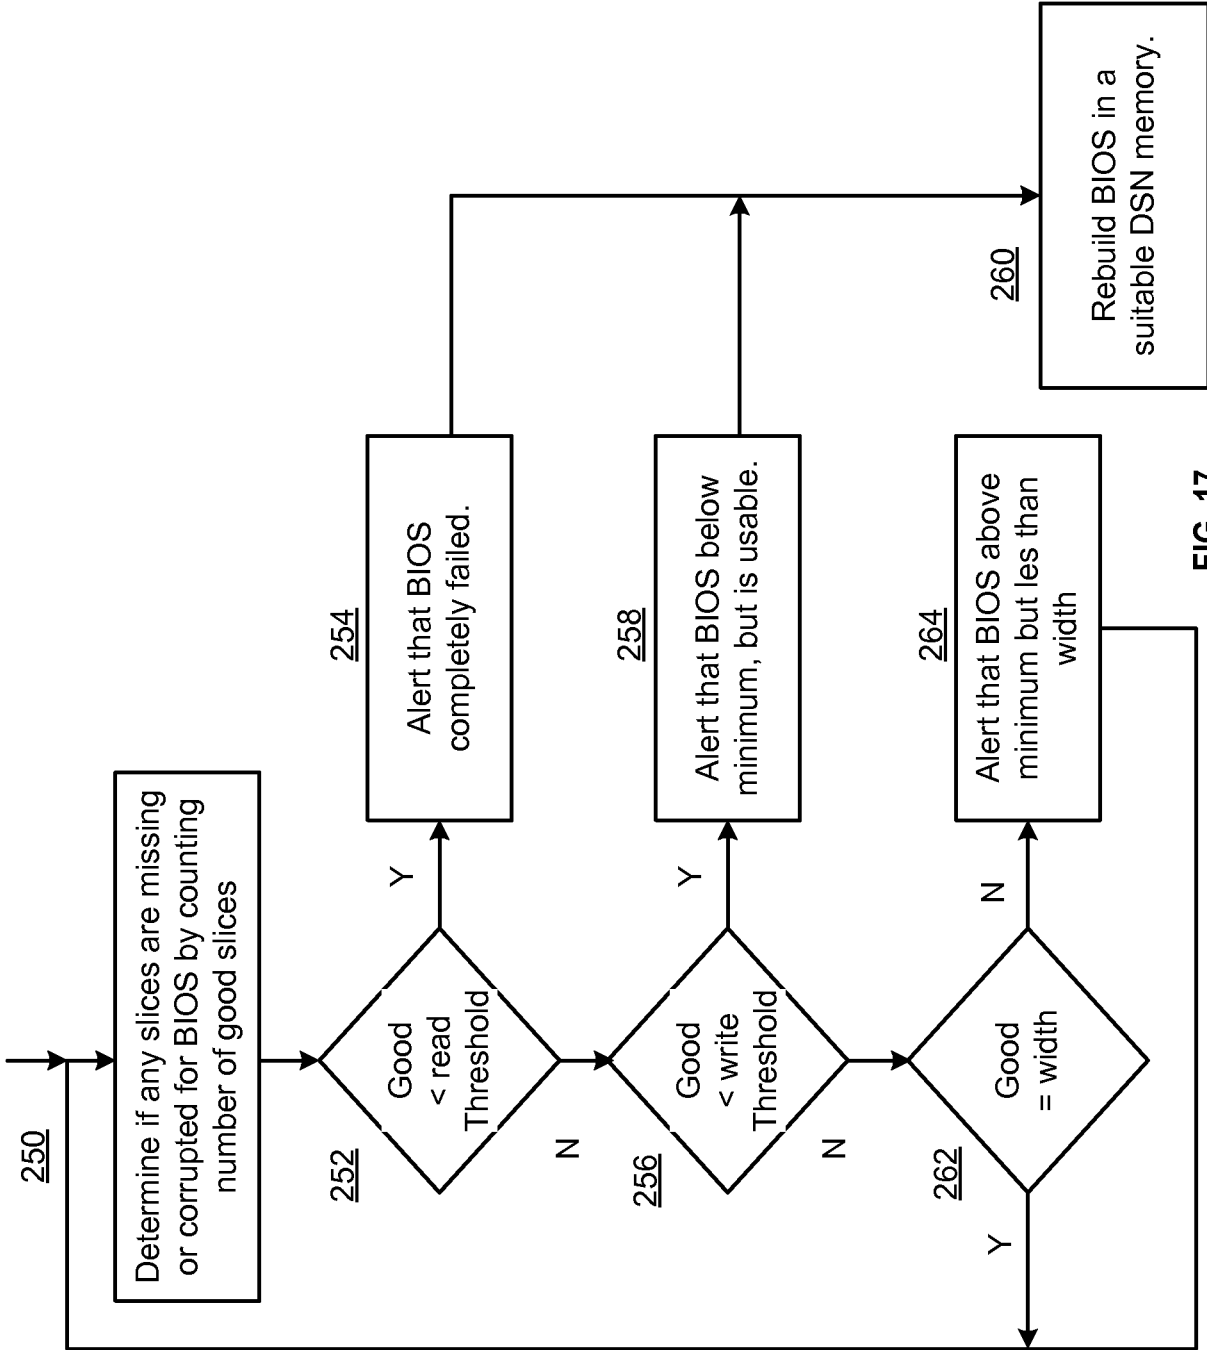 250
Determine if any slices are missing
or corrupted for BIOS by counting
number of good slices
252
Good
< read
Threshold
Y
N
254
Alert that BIOS
completely failed.
256
Good
< write
Threshold
Y
N
258
Alert that BIOS below
minimum, but is usable.
260
Rebuild BIOS in a
suitable DSN memory.
262
Good
= width
Y
N
264
Alert that BIOS above
minimum but les than
width
FIG. 17